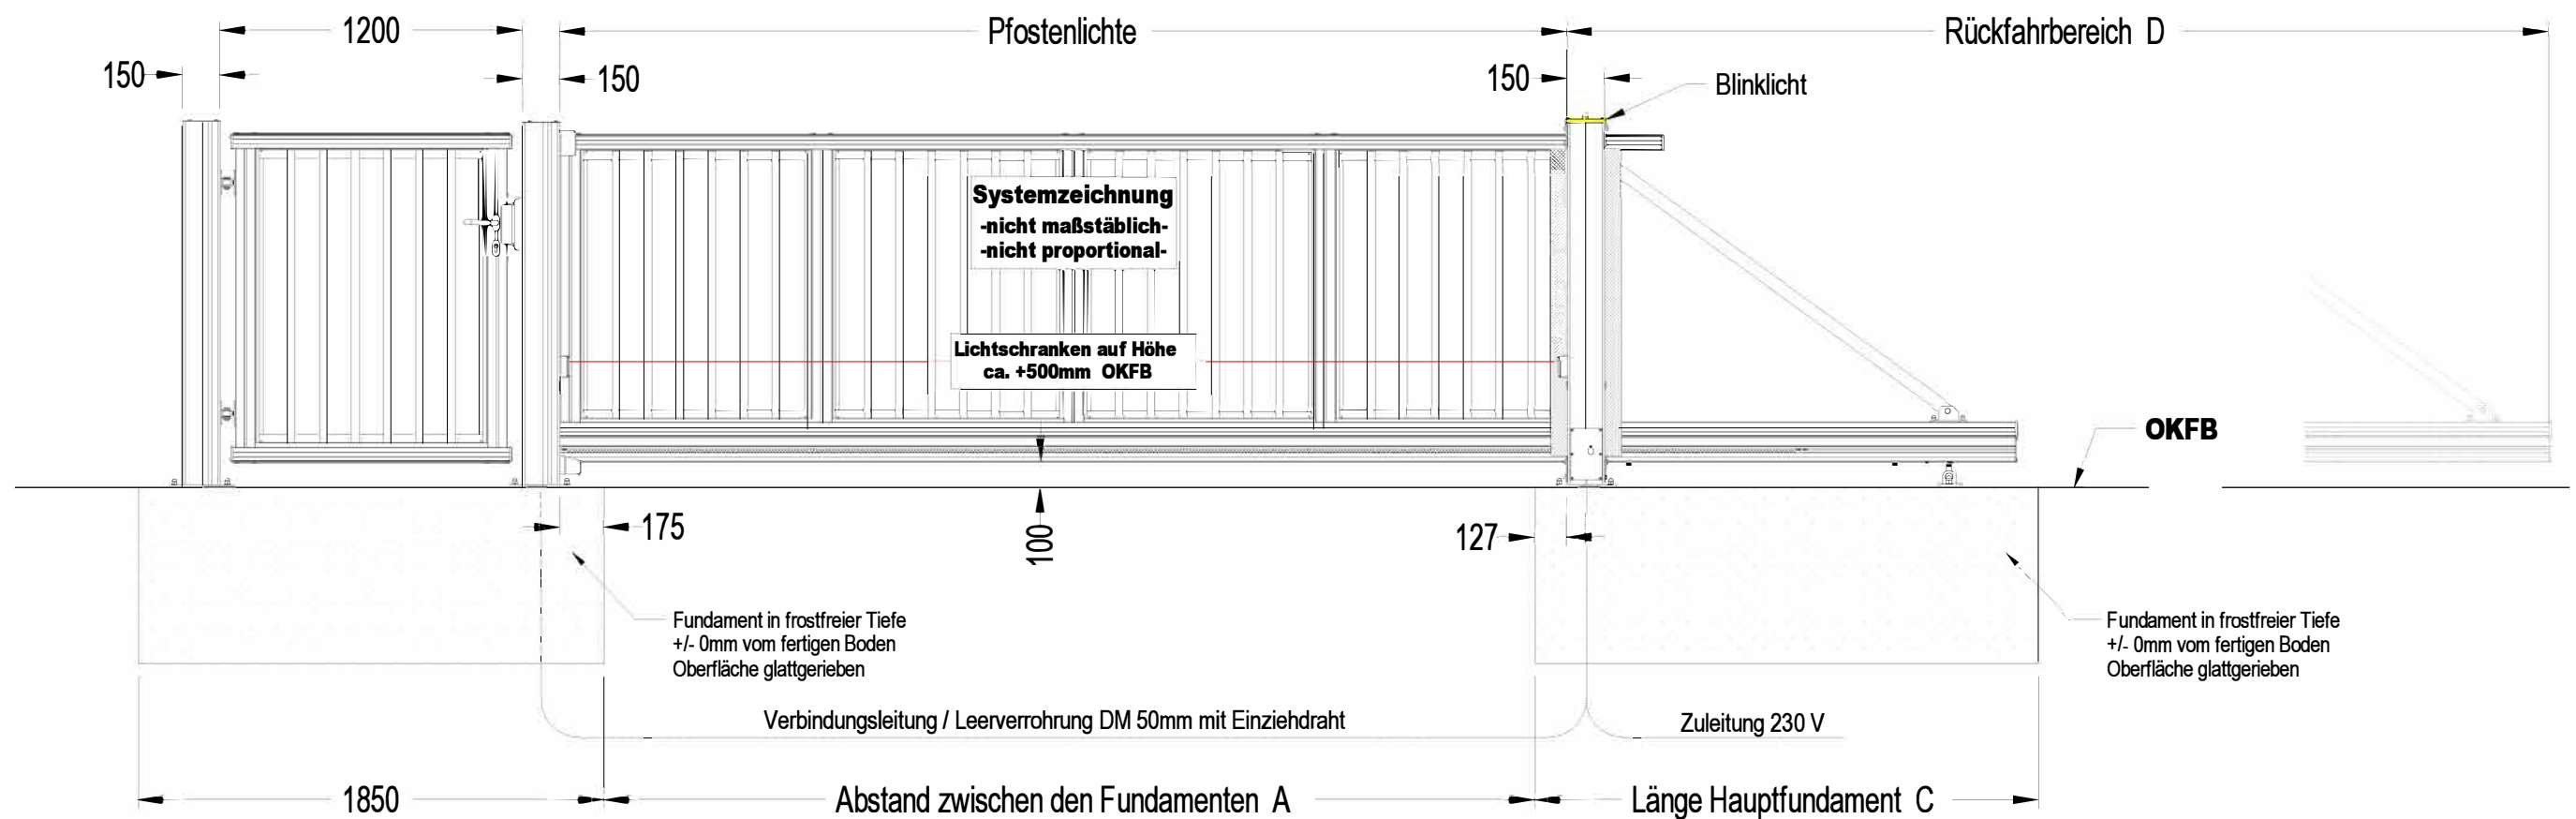 1200
Pfostenlichte
Rückfahrbereich D
150
150
150
Blinklicht
Systemzeichnung
-nicht maßstäblich-
-nicht proportional-
Lichtschranken auf Höhe
ca. +500mm OKFB
OKFB
175
100
127
Fundament in frostfreier Tiefe
+/- 0mm vom fertigen Boden
Oberfläche glattgerieben
Fundament in frostfreier Tiefe
+/- 0mm vom fertigen Boden
Oberfläche glattgerieben
Verbindungsleitung / Leerverrohrung DM 50mm mit Einziehdraht
Zuleitung 230 V
1850
Abstand zwischen den Fundamenten A
Länge Hauptfundament C